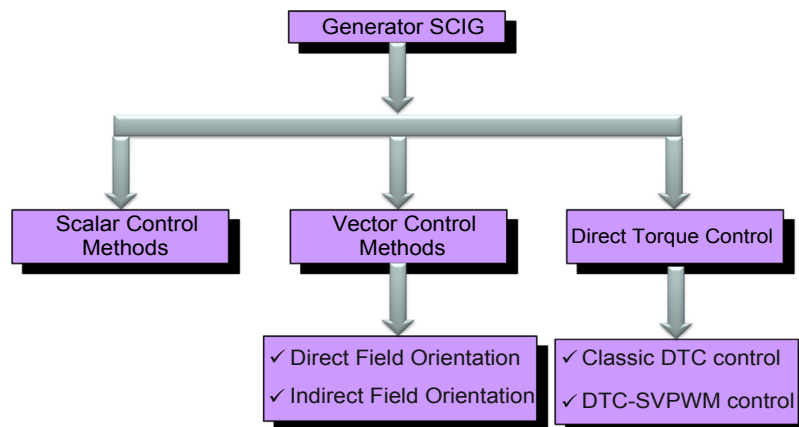 Generator SCIG
Scalar Control
Methods
Vector Control
Methods
Direct Torque Control
✓ Direct Field Orientation
✓ Indirect Field Orientation
✓ Classic DTC control
✓ DTC-SVPWM control